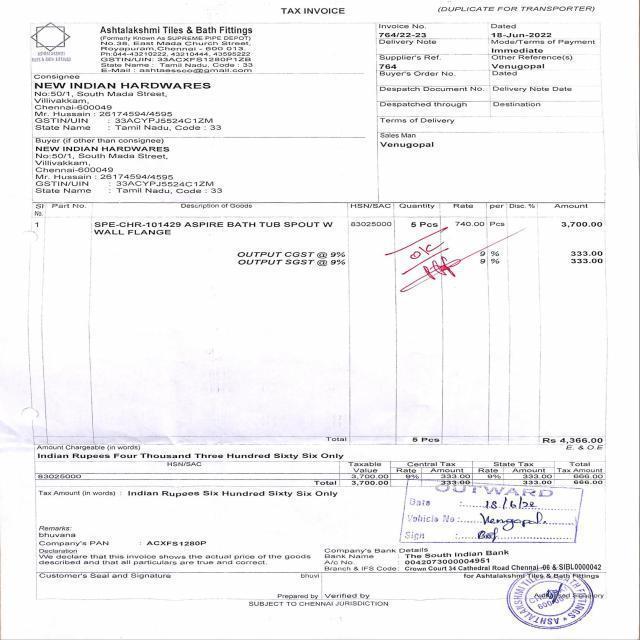 TAX INVOICE
(DUPLICATE FOR TRANSPORTER)
Ashtalakshmi Tiles & Bath Fittings
(Formerly Known As SUPREME PIPE DEPOT)
No.38, East Mada Church Street,
Royapuram,Chennai - 600 013.
Ph:044-43210222, 43210444, 43595222
GSTIN/UIN: 33ACXFS1280P1ZB
State Name : Tamil Nadu, Code : 33
E-Mail : ashtaessco@gmail.com
Invoice No. Dated
764/22-23 18-Jun-2022
Delivery Note Mode/Terms of Payment
Immediate
Supplier's Ref. Other Reference(s)
764 Venugopal
Buyer's Order No. Dated
Despatch Document No. Delivery Note Date
Despatched through Destination
Terms of Delivery
Sales Man
Venugopal
Consignee
NEW INDIAN HARDWARES
No:50/1, South Mada Street,
Villivakkam,
Chennai-600049
Mr. Hussain : 26174594/4595
GSTIN/UIN : 33ACYPJ5524C1ZM
State Name : Tamil Nadu, Code : 33
Buyer (if other than consignee)
NEW INDIAN HARDWARES
No:50/1, South Mada Street,
Villivakkam,
Chennai-600049
Mr. Hussain : 26174594/4595
GSTIN/UIN : 33ACYPJ5524C1ZM
State Name : Tamil Nadu, Code : 33
Sl No. Part No. Description of Goods HSN/SAC Quantity Rate per Disc. % Amount
1 SPE-CHR-101429 ASPIRE BATH TUB SPOUT W 83025000 5 Pcs 740.00 Pcs 3,700.00
WALL FLANGE
OK
OUTPUT CGST @ 9% 9 % 333.00
OUTPUT SGST @ 9% 9 % 333.00
Total 5 Pcs Rs 4,366.00
Amount Chargeable (in words) E. & O.E
Indian Rupees Four Thousand Three Hundred Sixty Six Only
HSN/SAC Taxable Central Tax State Tax Total
Value Rate Amount Rate Amount Tax Amount
83025000 3,700.00 9% 333.00 9% 333.00 666.00
Total 3,700.00 333.00 333.00 666.00
Tax Amount (in words) : Indian Rupees Six Hundred Sixty Six Only
OUTWARD
Date : 18/6/22
Vehicle No : Venugopal
Sign :
Remarks:
bhuvana
Company's PAN : ACXFS1280P
Declaration
We declare that this invoice shows the actual price of the goods
described and that all particulars are true and correct.
Company's Bank Details
Bank Name : The South Indian Bank
A/c No. : 0042073000004951
Branch & IFS Code: Crown Court 34 Cathedral Road Chennai -06 & SIBL0000042
Customer's Seal and Signature bhuvi for Ashtalakshmi Tiles & Bath Fittings
Prepared by Verified by Authorised Signatory
SUBJECT TO CHENNAI JURISDICTION